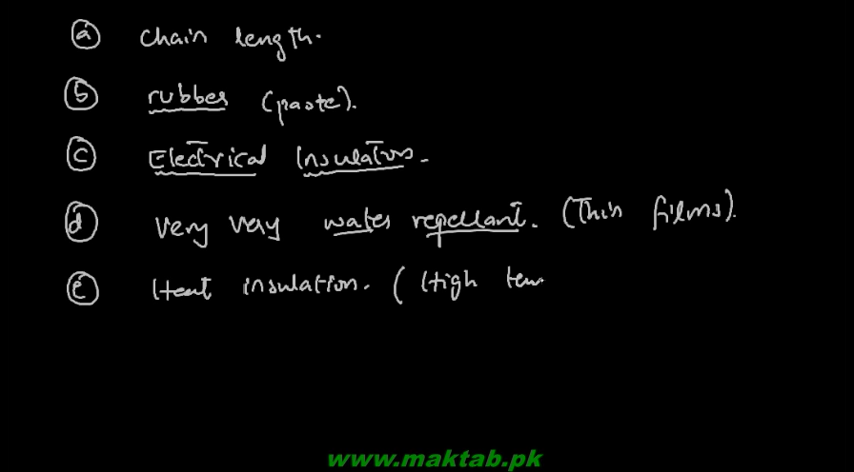 (a) Chain length.
(b) rubber (paste).
(c) Electrical Insulators.
(d) Very Very water repellant. (Thin films).
(e) Heat insulation. (High tem
www.maktab.pk